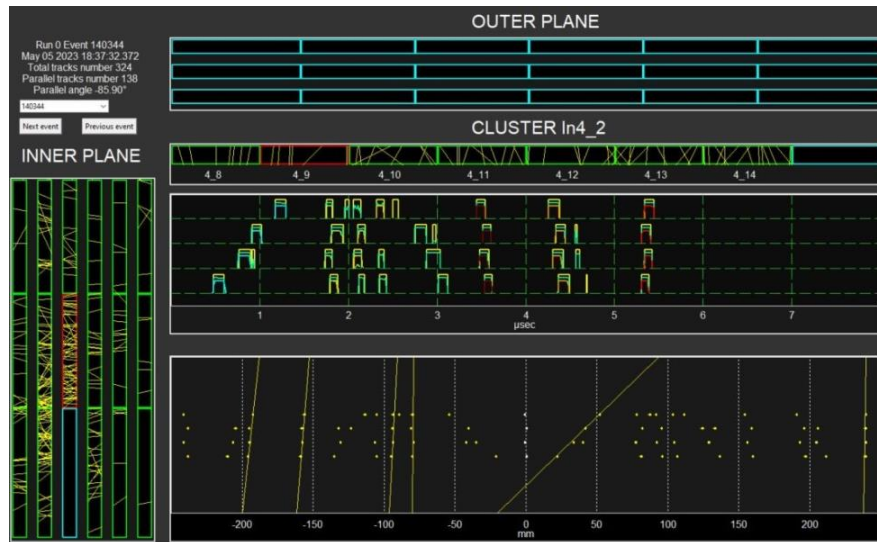 OUTER PLANE
Run 0 Event 140344
May 05 2023 18:37:32.372
Total tracks number 324
Parallel tracks number 138
Parallel angle -85.90°
140344
Next event Previous event
CLUSTER In4_2
INNER PLANE
4_8 4_9 4_10 4_11 4_12 4_13 4_14
1 2 3 4 5 6 7
μsec
-200 -150 -100 -50 0 50 100 150 200
mm